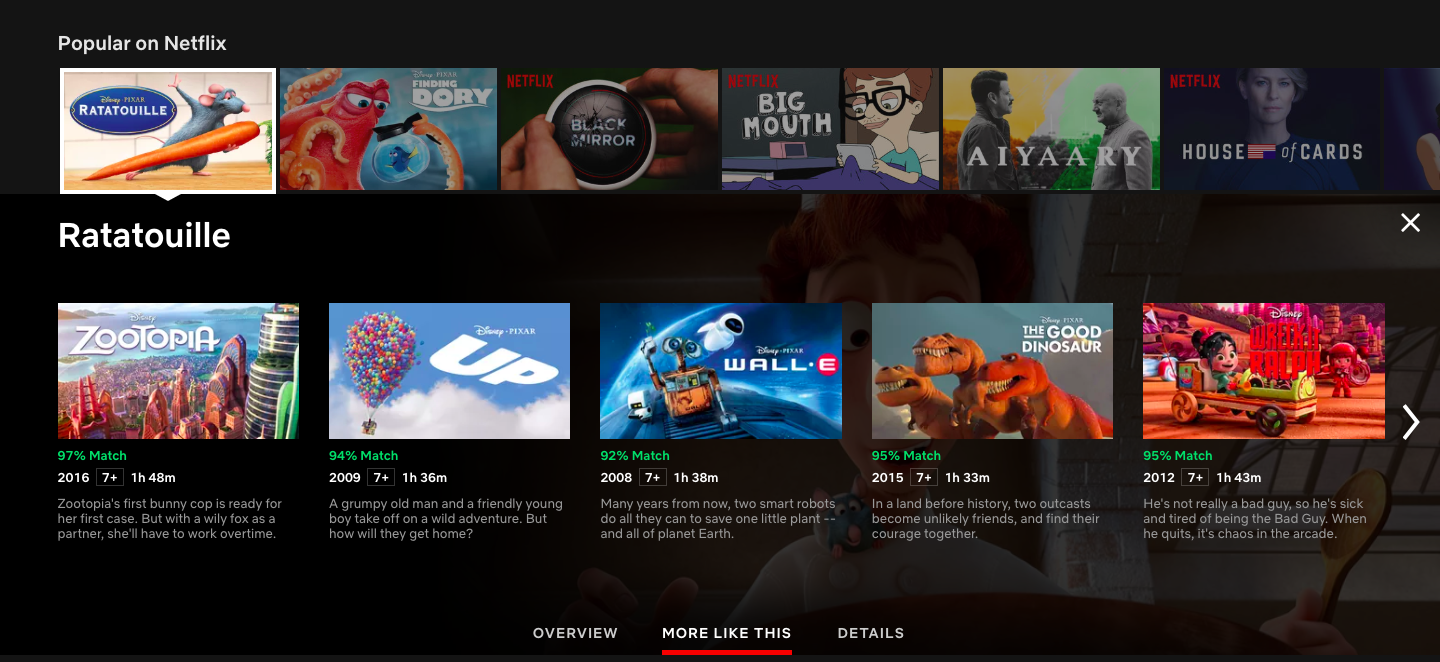 Popular on Netflix
Disney·PIXAR
RATATOUILLE
Disney·PIXAR
FINDING
DORY
NETFLIX
BLACK
MIRROR
NETFLIX
BIG
MOUTH
AIYAARY
NETFLIX
HOUSE of CARDS
Ratatouille
Disney
ZOOTOPIA
Disney·PIXAR
UP
Disney·PIXAR
WALL·E
Disney·PIXAR
THE GOOD
DINOSAUR
Disney
WRECK-IT
RALPH
97% Match
2016 7+ 1h 48m
Zootopia's first bunny cop is ready for
her first case. But with a wily fox as a
partner, she'll have to work overtime.
94% Match
2009 7+ 1h 36m
A grumpy old man and a friendly young
boy take off on a wild adventure. But
how will they get home?
92% Match
2008 7+ 1h 38m
Many years from now, two smart robots
do all they can to save one little plant --
and all of planet Earth.
95% Match
2015 7+ 1h 33m
In a land before history, two outcasts
become unlikely friends, and find their
courage together.
95% Match
2012 7+ 1h 43m
He's not really a bad guy, so he's sick
and tired of being the Bad Guy. When
he quits, it's chaos in the arcade.
OVERVIEW MORE LIKE THIS DETAILS